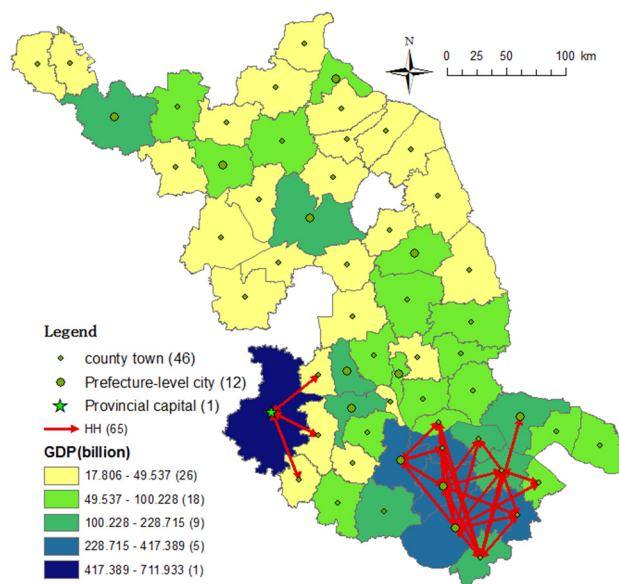 N
0 25 50 100 km
Legend
county town (46)
Prefecture-level city (12)
Provincial capital (1)
HH (65)
GDP(billion)
17.806 - 49.537 (26)
49.537 - 100.228 (18)
100.228 - 228.715 (9)
228.715 - 417.389 (5)
417.389 - 711.933 (1)